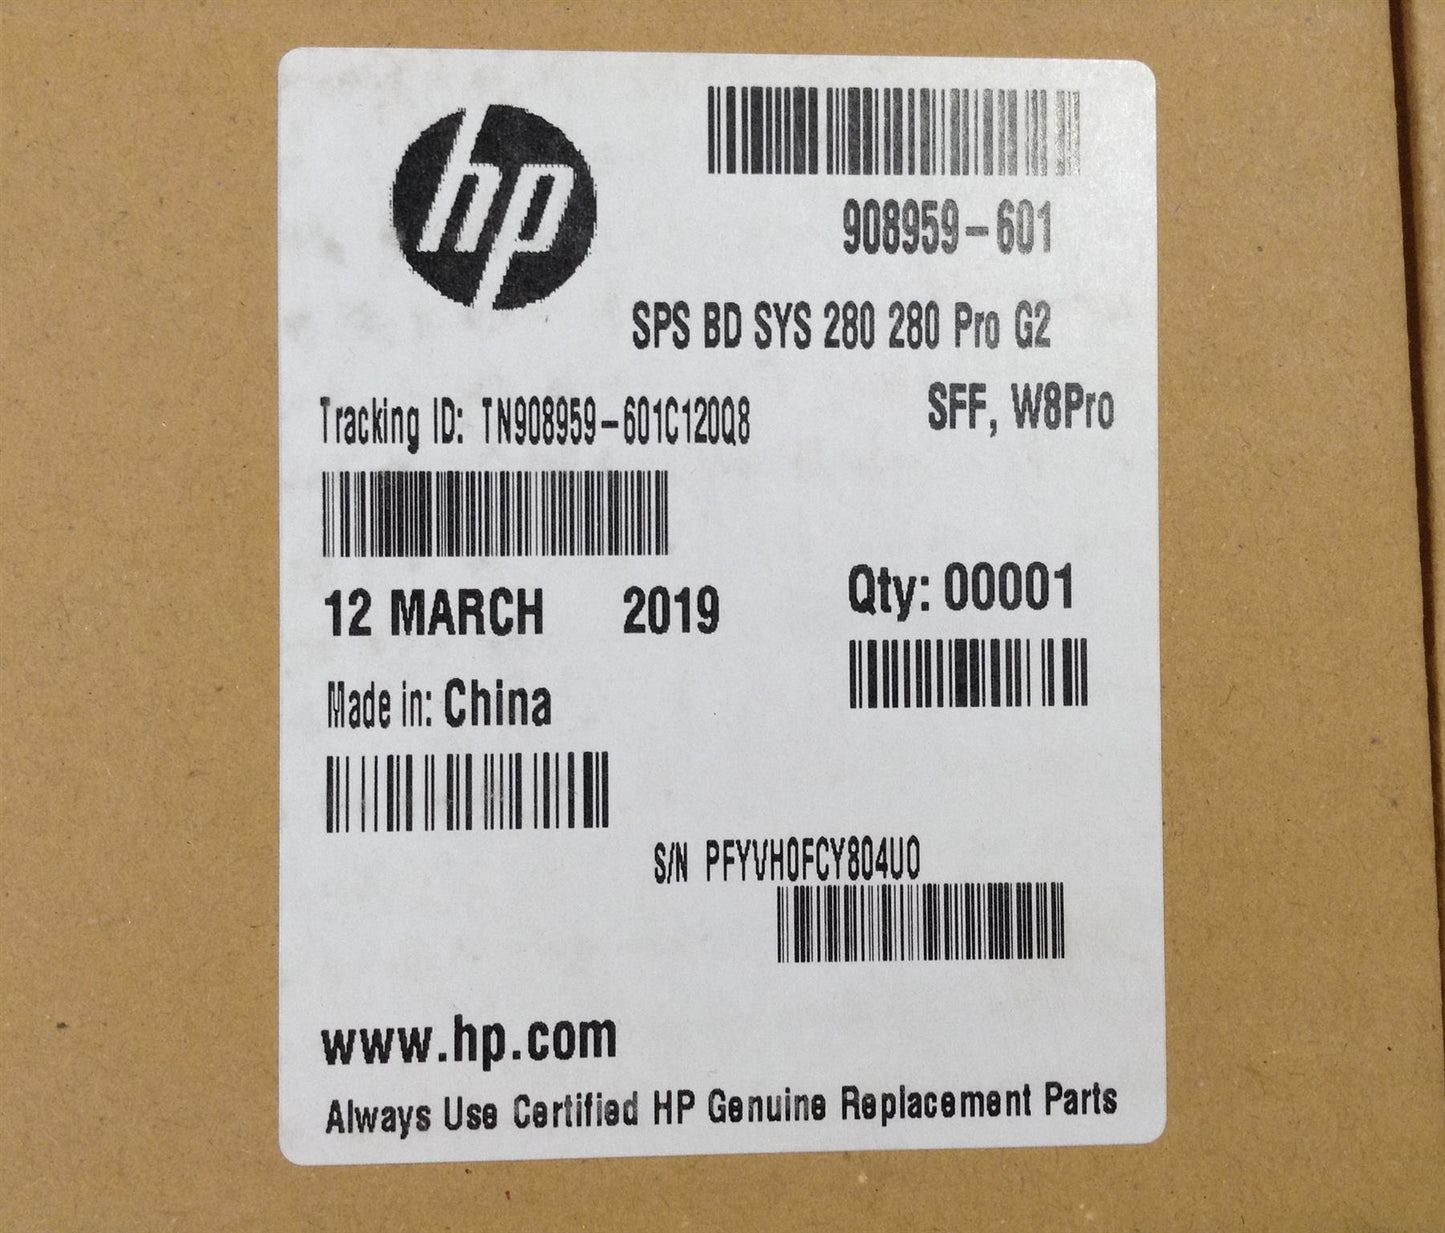 hp
908959-601
SPS BD SYS 280 280 Pro G2
SFF, W8Pro
Tracking ID: TN908959-601C120Q8
12 MARCH 2019
Qty: 00001
Made in: China
S/N PFYVH0FCY804U0
www.hp.com
Always Use Certified HP Genuine Replacement Parts